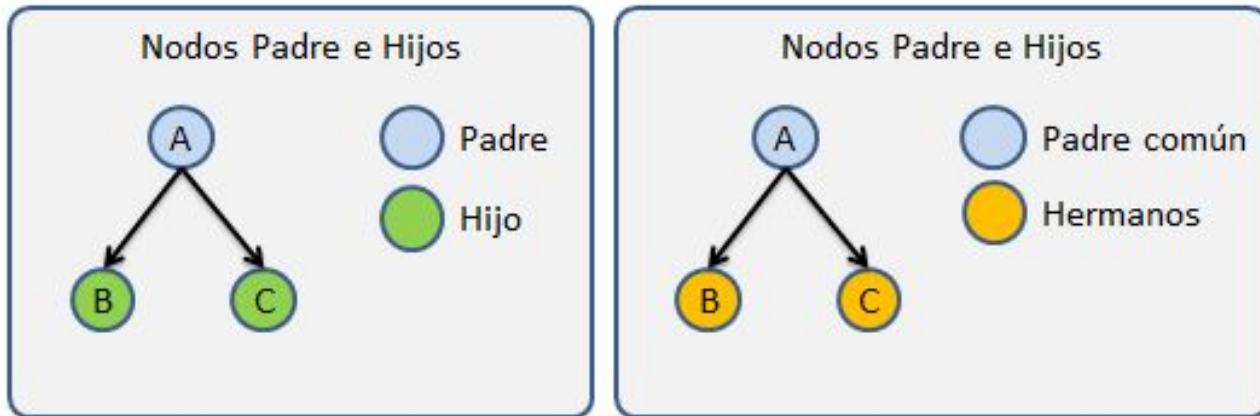 Nodos Padre e Hijos
A
Padre
Hijo
B
C
Nodos Padre e Hijos
A
Padre común
Hermanos
B
C